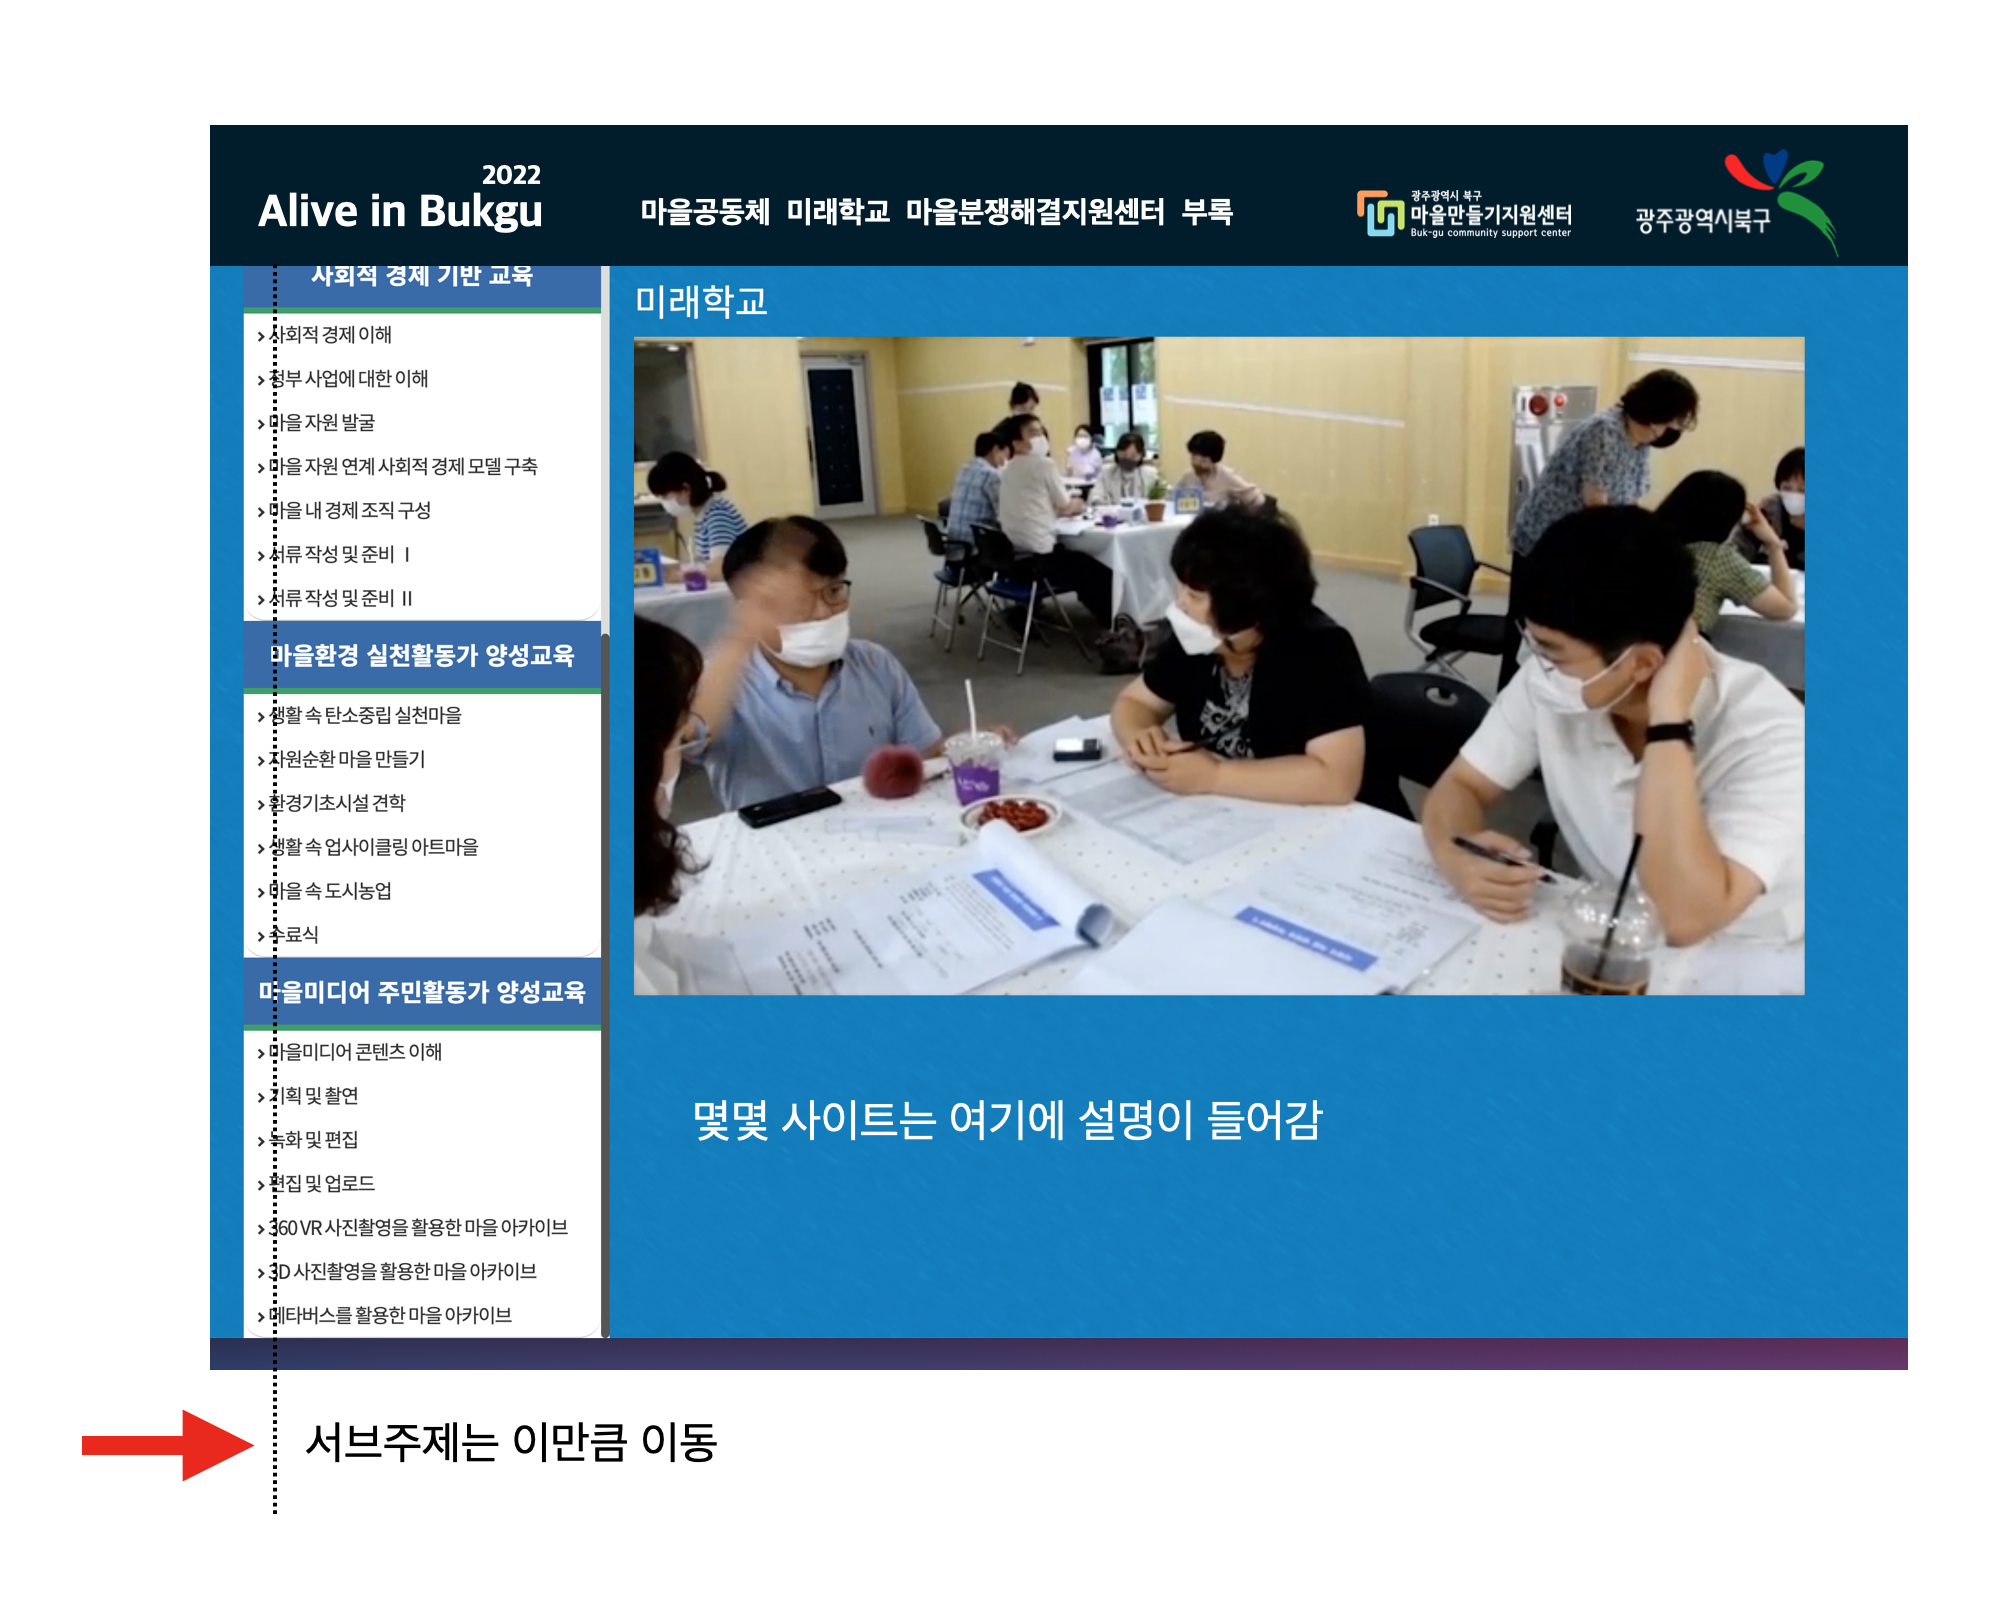 2022
Alive in Bukgu
마을공동체 미래학교 마을분쟁해결지원센터 부록
광주광역시 북구
마을만들기지원센터
Buk-gu community support center
광주광역시북구
사회적 경제 기반 교육
> 사회적 경제 이해
> 정부 사업에 대한 이해
> 마을 자원 발굴
> 마을 자원 연계 사회적 경제 모델 구축
> 마을 내 경제 조직 구성
> 서류 작성 및 준비 Ⅰ
> 서류 작성 및 준비 Ⅱ
마을환경 실천활동가 양성교육
> 생활 속 탄소중립 실천마을
> 자원순환 마을 만들기
> 환경기초시설 견학
> 생활 속 업사이클링 아트마을
> 마을 속 도시농업
> 수료식
마을미디어 주민활동가 양성교육
> 마을미디어 콘텐츠 이해
> 기획 및 촬연
> 녹화 및 편집
> 편집 및 업로드
> 360 VR 사진촬영을 활용한 마을 아카이브
> 3D 사진촬영을 활용한 마을 아카이브
> 메타버스를 활용한 마을 아카이브
미래학교
몇몇 사이트는 여기에 설명이 들어감
서브주제는 이만큼 이동